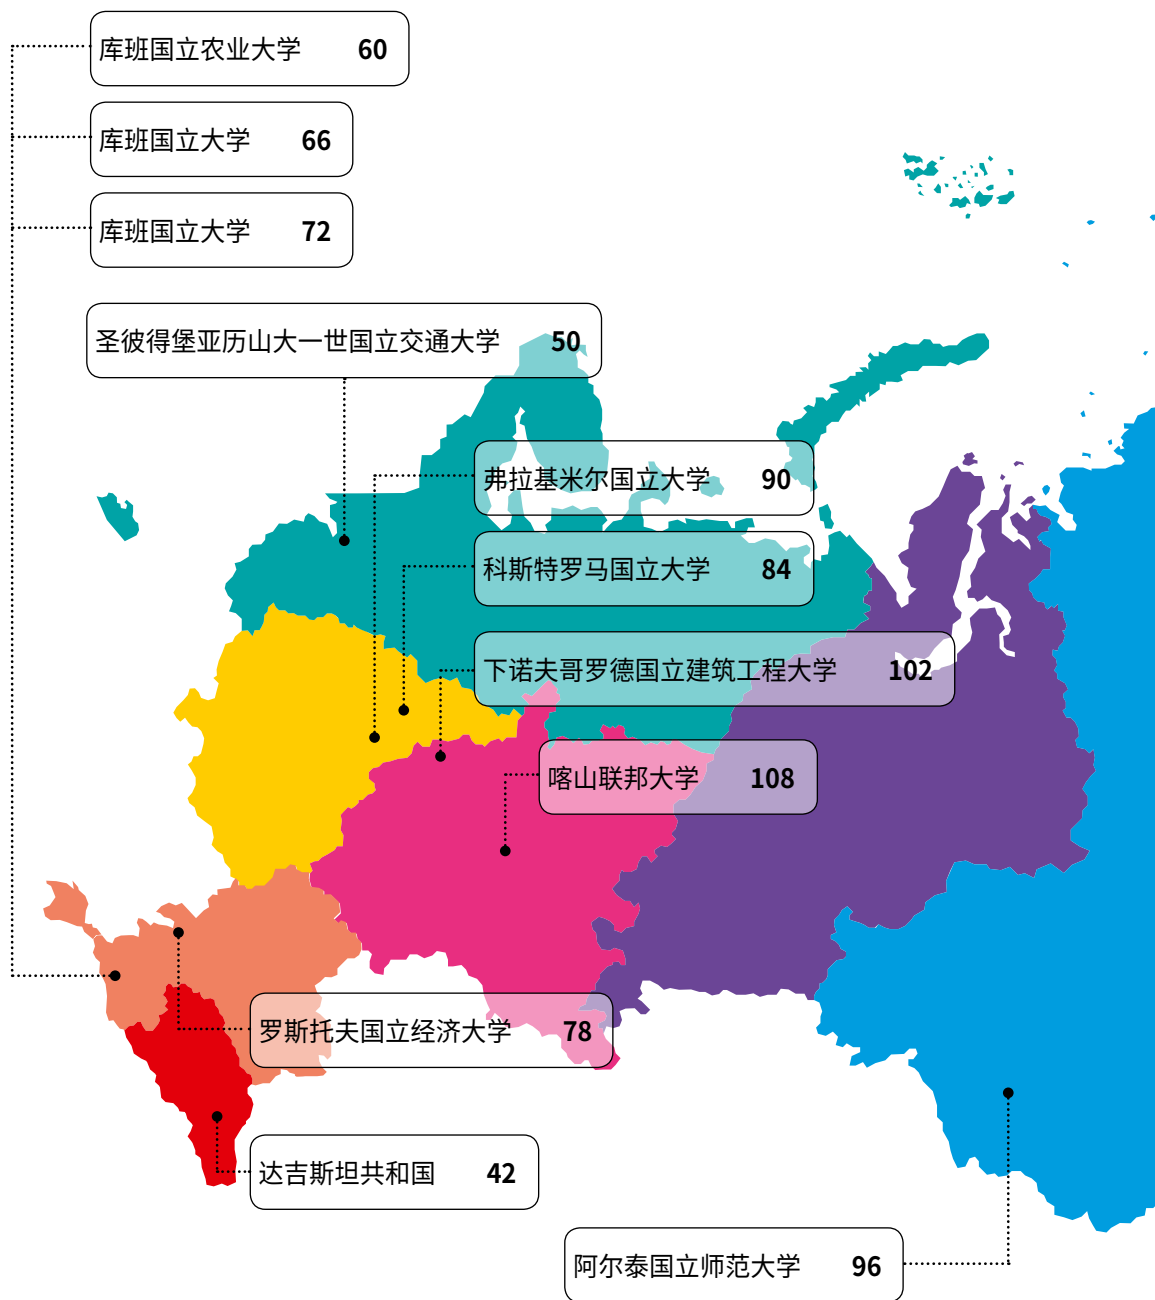 库班国立农业大学 60
库班国立大学 66
库班国立大学 72
圣彼得堡亚历山大一世国立交通大学 50
弗拉基米尔国立大学 90
科斯特罗马国立大学 84
下诺夫哥罗德国立建筑工程大学 102
喀山联邦大学 108
罗斯托夫国立经济大学 78
达吉斯坦共和国 42
阿尔泰国立师范大学 96